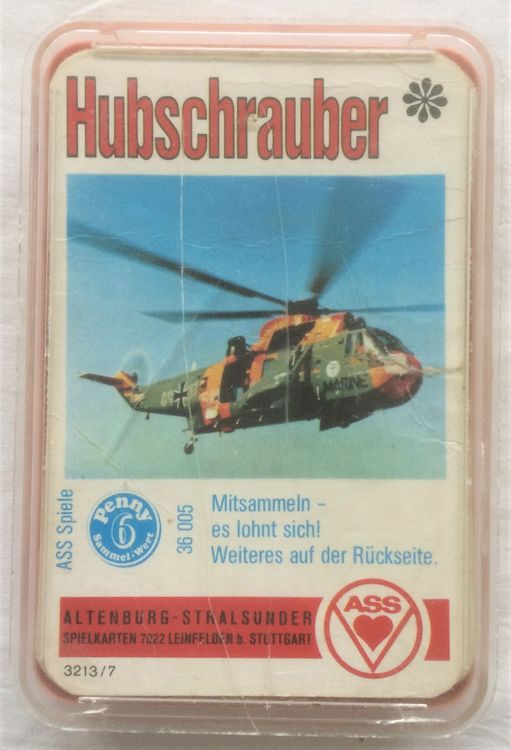 Hubschrauber
MARINE
ASS Spiele
Penny
6
Sammel-Wert
36 005
Mitsammeln -
es lohnt sich!
Weiteres auf der Rückseite.
ALTENBURG-STRALSUNDER
SPIELKARTEN 7022 LEINFELDEN b. STUTTGART
ASS
3213/7